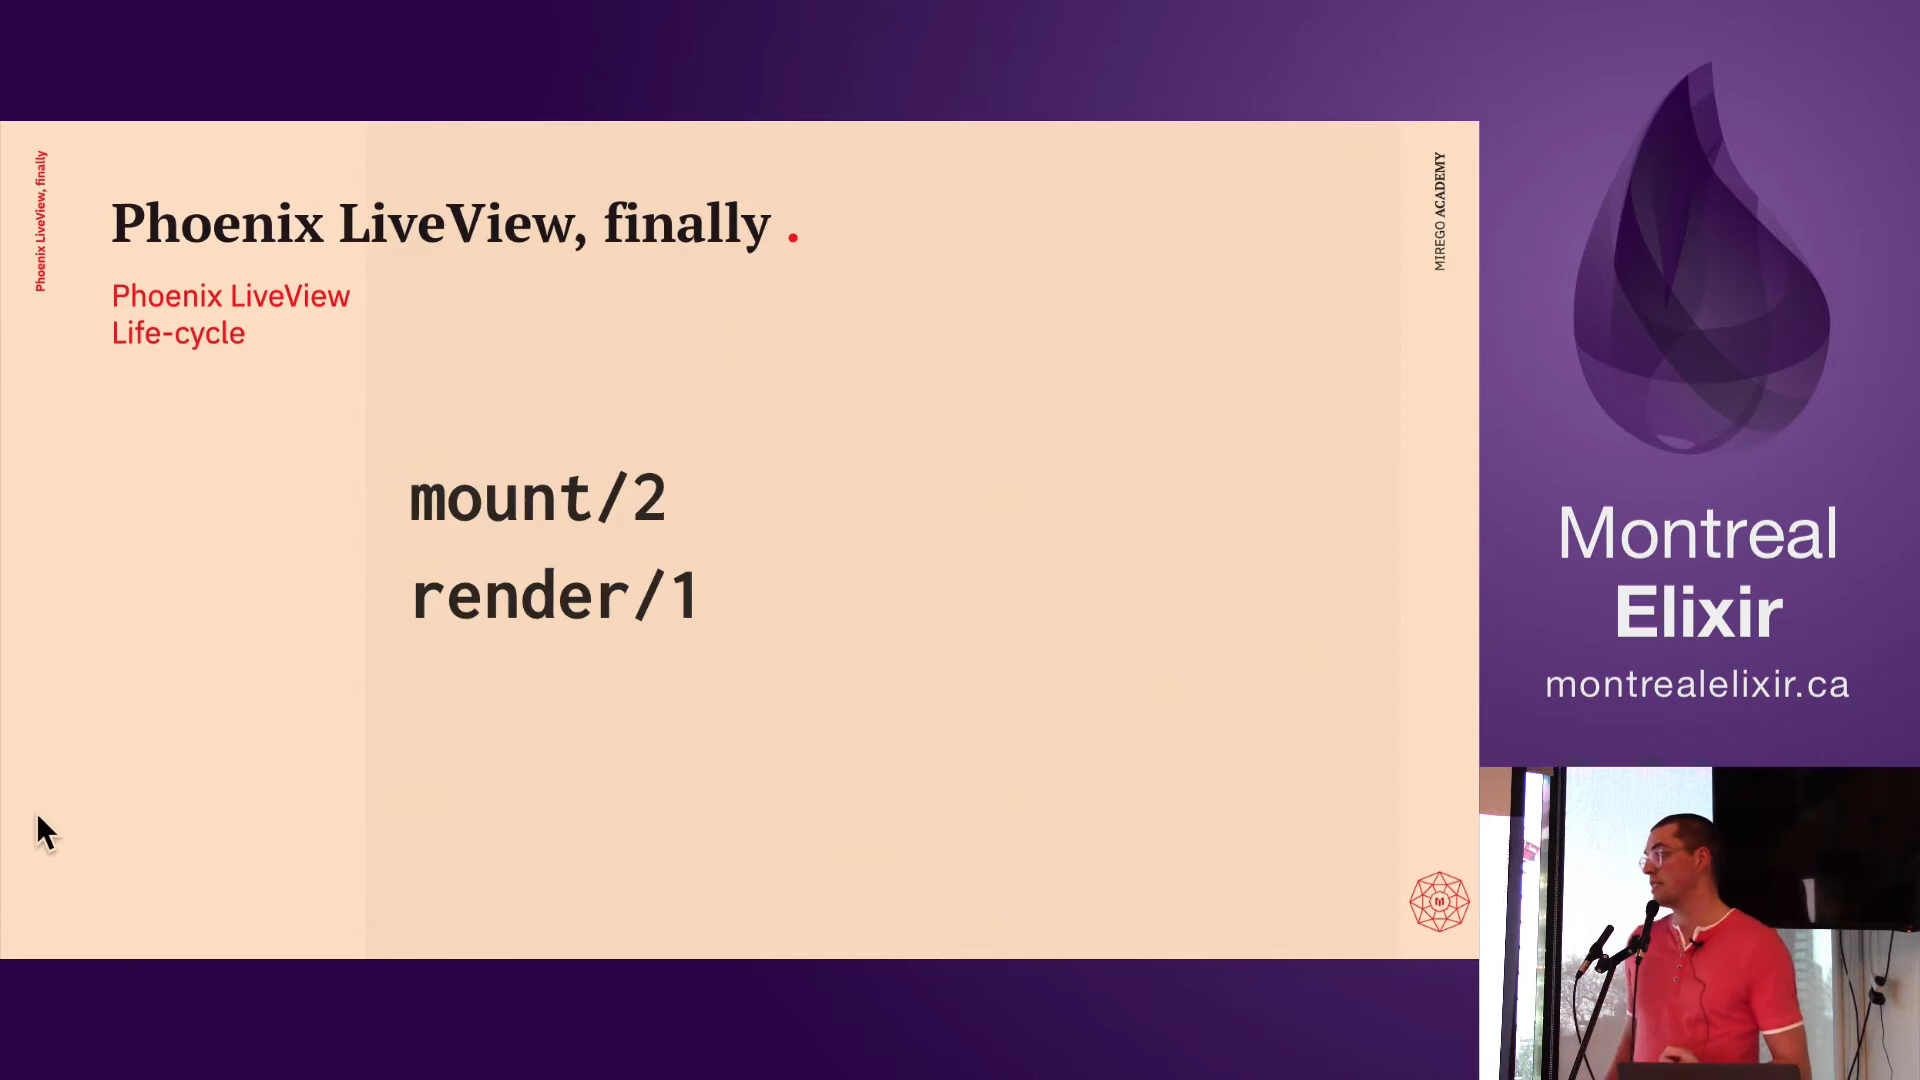 Phoenix LiveView, finally
Phoenix LiveView, finally .
Phoenix LiveView
Life-cycle
mount/2
render/1
MIREGO ACADEMY
Montreal
Elixir
montrealelixir.ca